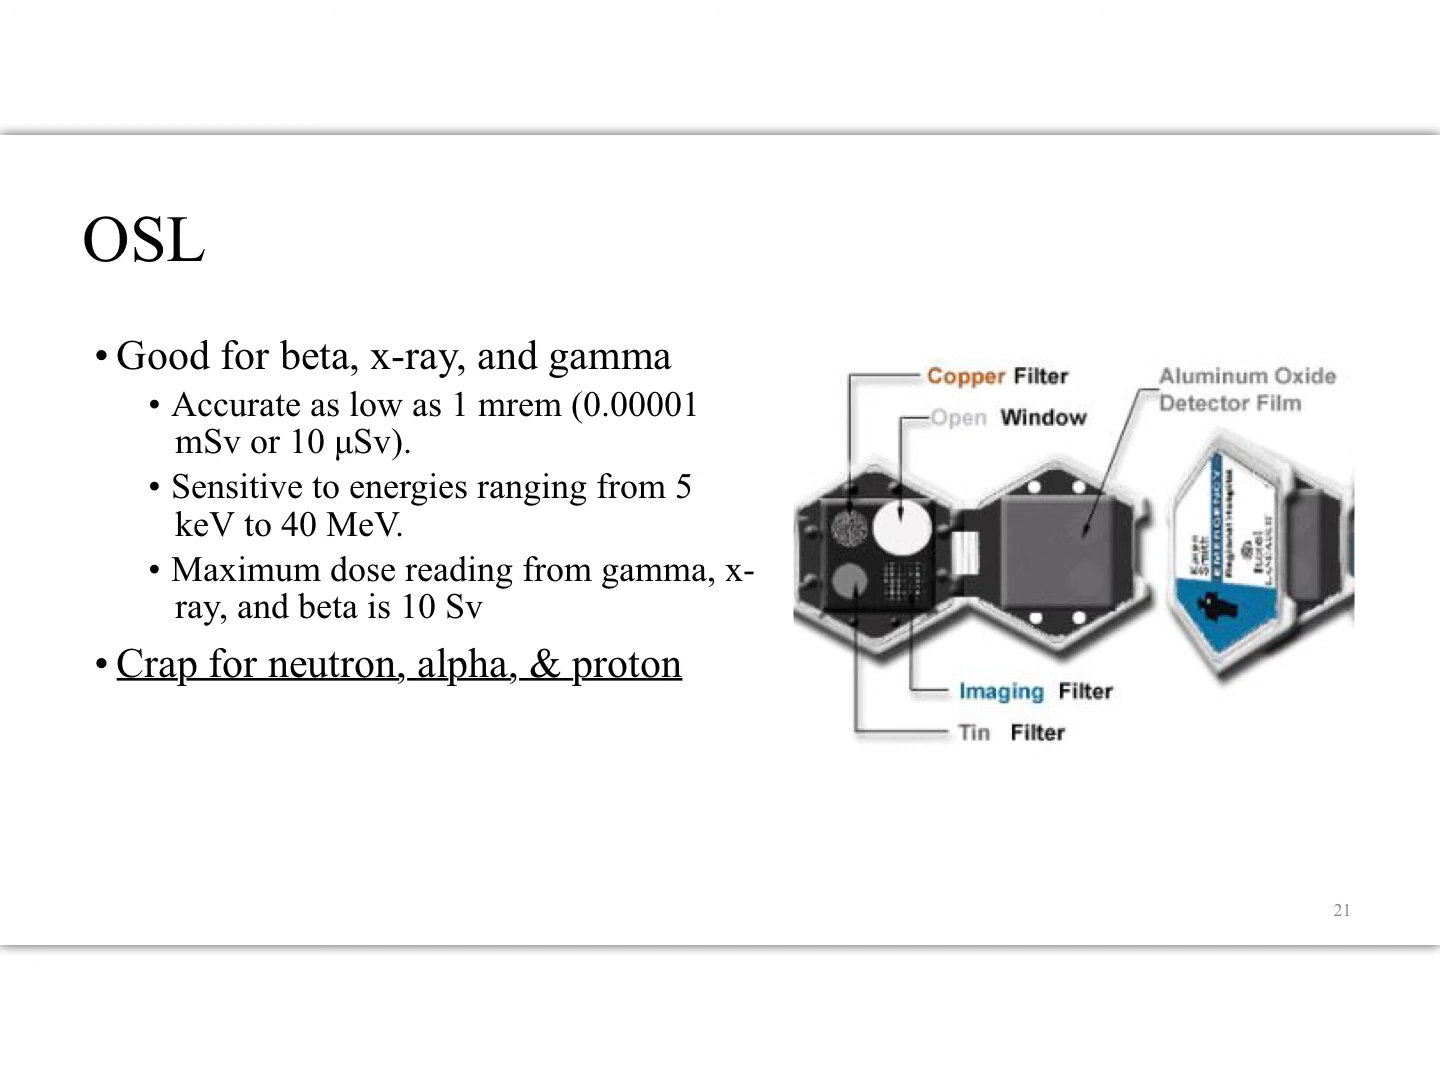 OSL
• Good for beta, x-ray, and gamma
• Accurate as low as 1 mrem (0.00001
mSv or 10 μSv).
• Sensitive to energies ranging from 5
keV to 40 MeV.
• Maximum dose reading from gamma, x-
ray, and beta is 10 Sv
• Crap for neutron, alpha, & proton
Copper Filter
Open Window
Aluminum Oxide
Detector Film
EMERGENCY
Imaging Filter
Tin Filter
21